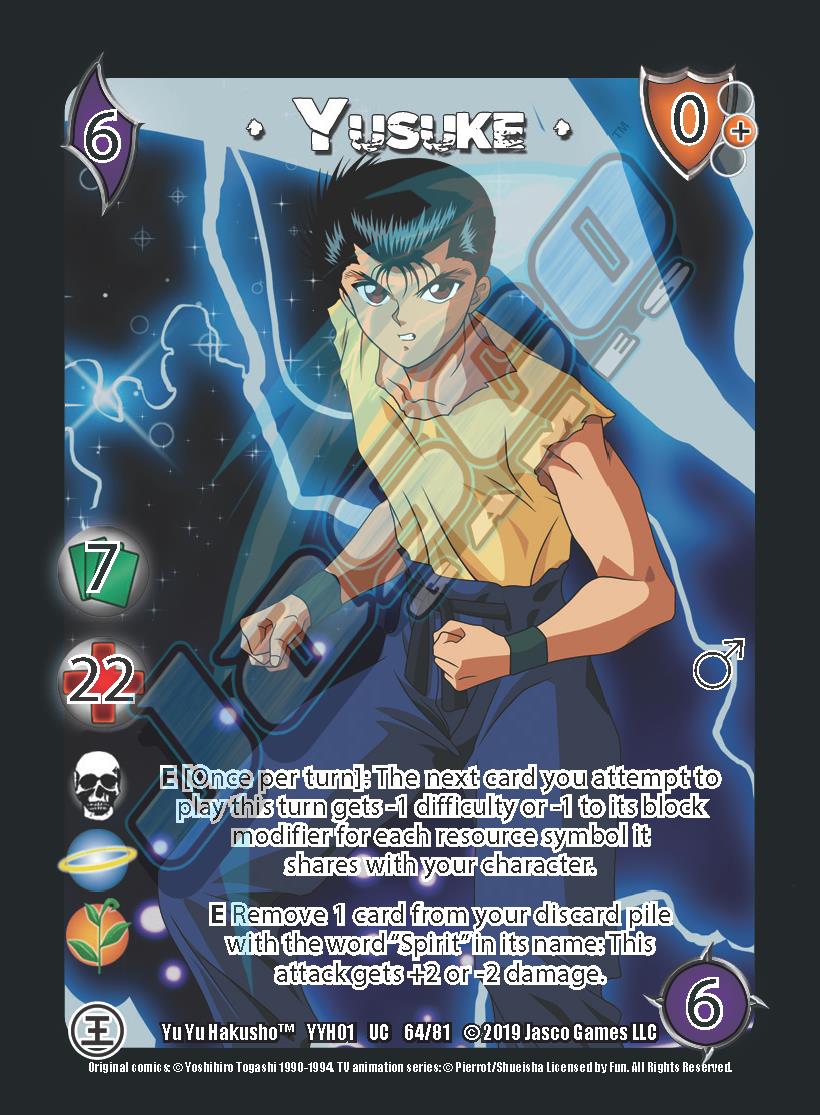 6
• YUSUKE •
0
+
TM
JASCO
GAMES
7
22
E [Once per turn]: The next card you attempt to
play this turn gets -1 difficulty or -1 to its block
modifier for each resource symbol it
shares with your character.
E Remove 1 card from your discard pile
with the word "Spirit" in its name: This
attack gets +2 or -2 damage.
6
王
Yu Yu Hakusho™ YYH01 UC 64/81 ©2019 Jasco Games LLC
Original comics: © Yoshihiro Togashi 1990-1994. TV animation series: © Pierrot/Shueisha Licensed by Fun. All Rights Reserved.